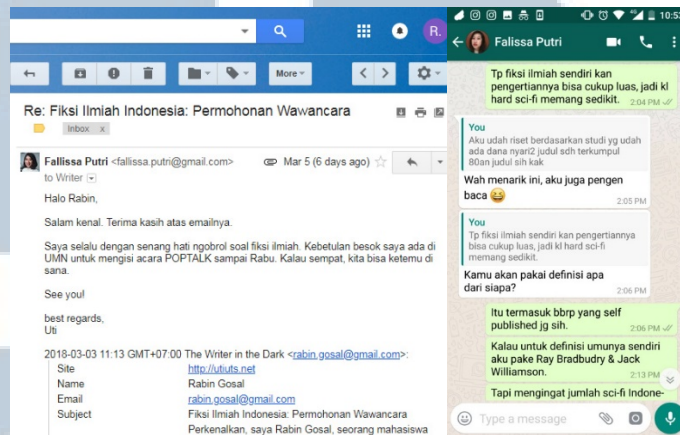 R.
More
Re: Fiksi Ilmiah Indonesia: Permohonan Wawancara
Inbox x
Fallissa Putri <fallissa.putri@gmail.com>
Mar 5 (6 days ago)
to Writer
Halo Rabin,
Salam kenal. Terima kasih atas emailnya.
Saya selalu dengan senang hati ngobrol soal fiksi ilmiah. Kebetulan besok saya ada di
UMN untuk mengisi acara POPTALK sampai Rabu. Kalau sempat, kita bisa ketemu di
sana.
See you!
best regards,
Uti
2018-03-03 11:13 GMT+07:00 The Writer in the Dark <rabin.gosal@gmail.com>:
Site http://utiuts.net
Name Rabin Gosal
Email rabin.gosal@gmail.com
Subject Fiksi Ilmiah Indonesia: Permohonan Wawancara
Perkenalkan, saya Rabin Gosal, seorang mahasiswa
10:53
Falissa Putri
Tp fiksi ilmiah sendiri kan
pengertiannya bisa cukup luas, jadi kl
hard sci-fi memang sedikit. 2:04 PM
You
Aku udah riset berdasarkan studi yg udah
ada dana nyari2 judul sdh terkumpul
80an judul sih kak
Wah menarik ini, aku juga pengen
baca 😆 2:05 PM
You
Tp fiksi ilmiah sendiri kan pengertiannya
bisa cukup luas, jadi kl hard sci-fi
memang sedikit.
Kamu akan pakai definisi apa
dari siapa? 2:06 PM
Itu termasuk bbrp yang self
published jg sih. 2:06 PM
Kalau untuk definisi umunya sendiri
aku pake Ray Bradbudry & Jack
Williamson. 2:13 PM
Tapi mengingat jumlah sci-fi Indone-
Type a message